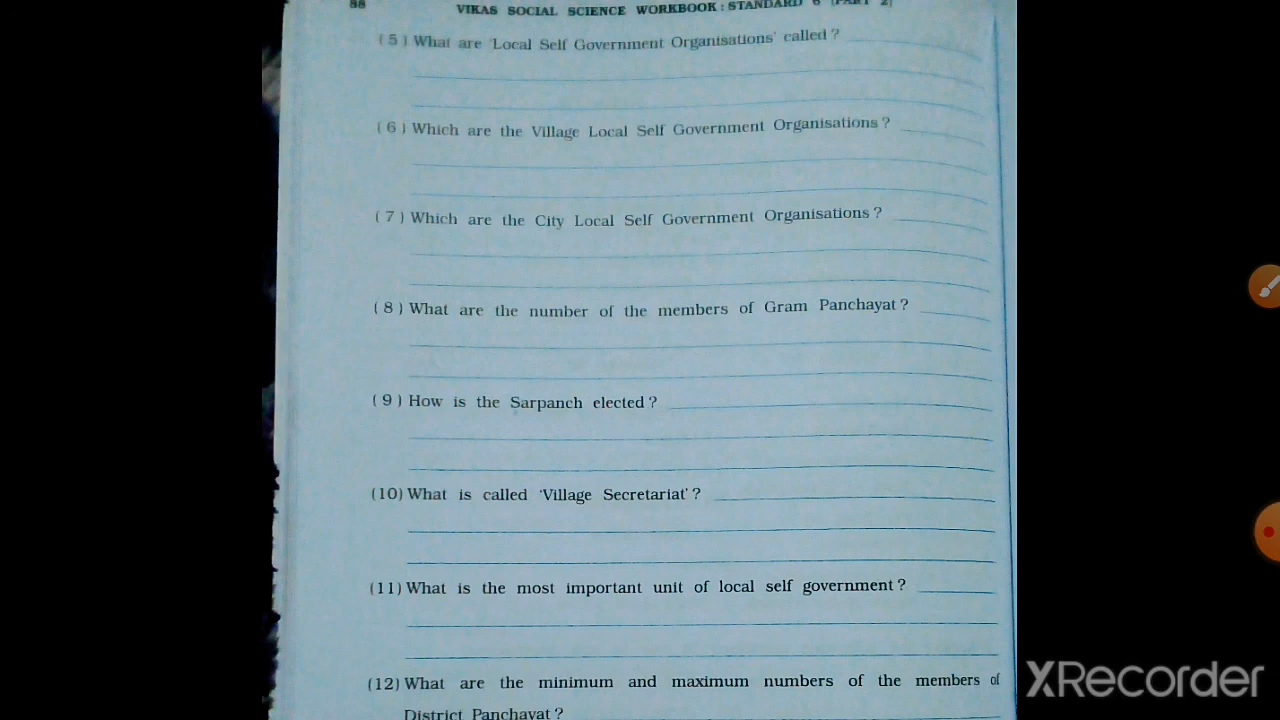 88 VIKAS SOCIAL SCIENCE WORKBOOK : STANDARD 6 [PART 2]
( 5 ) What are 'Local Self Government Organisations' called ?
( 6 ) Which are the Village Local Self Government Organisations ?
( 7 ) Which are the City Local Self Government Organisations ?
( 8 ) What are the number of the members of Gram Panchayat ?
( 9 ) How is the Sarpanch elected ?
(10) What is called 'Village Secretariat' ?
(11) What is the most important unit of local self government ?
(12) What are the minimum and maximum numbers of the members of
District Panchayat ?
XRecorder